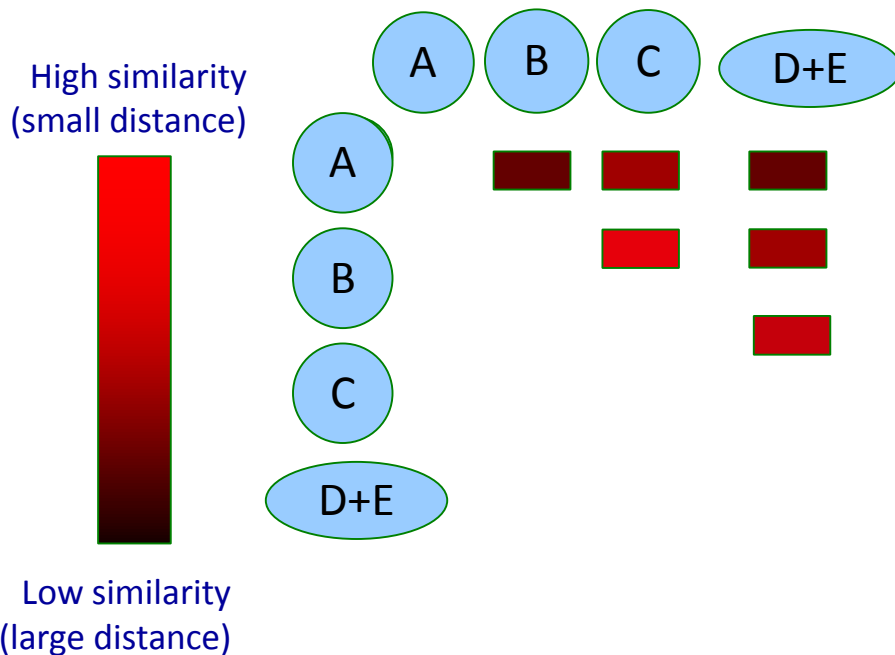 A B C D+E
High similarity
(small distance)
A
B
C
D+E
Low similarity
(large distance)